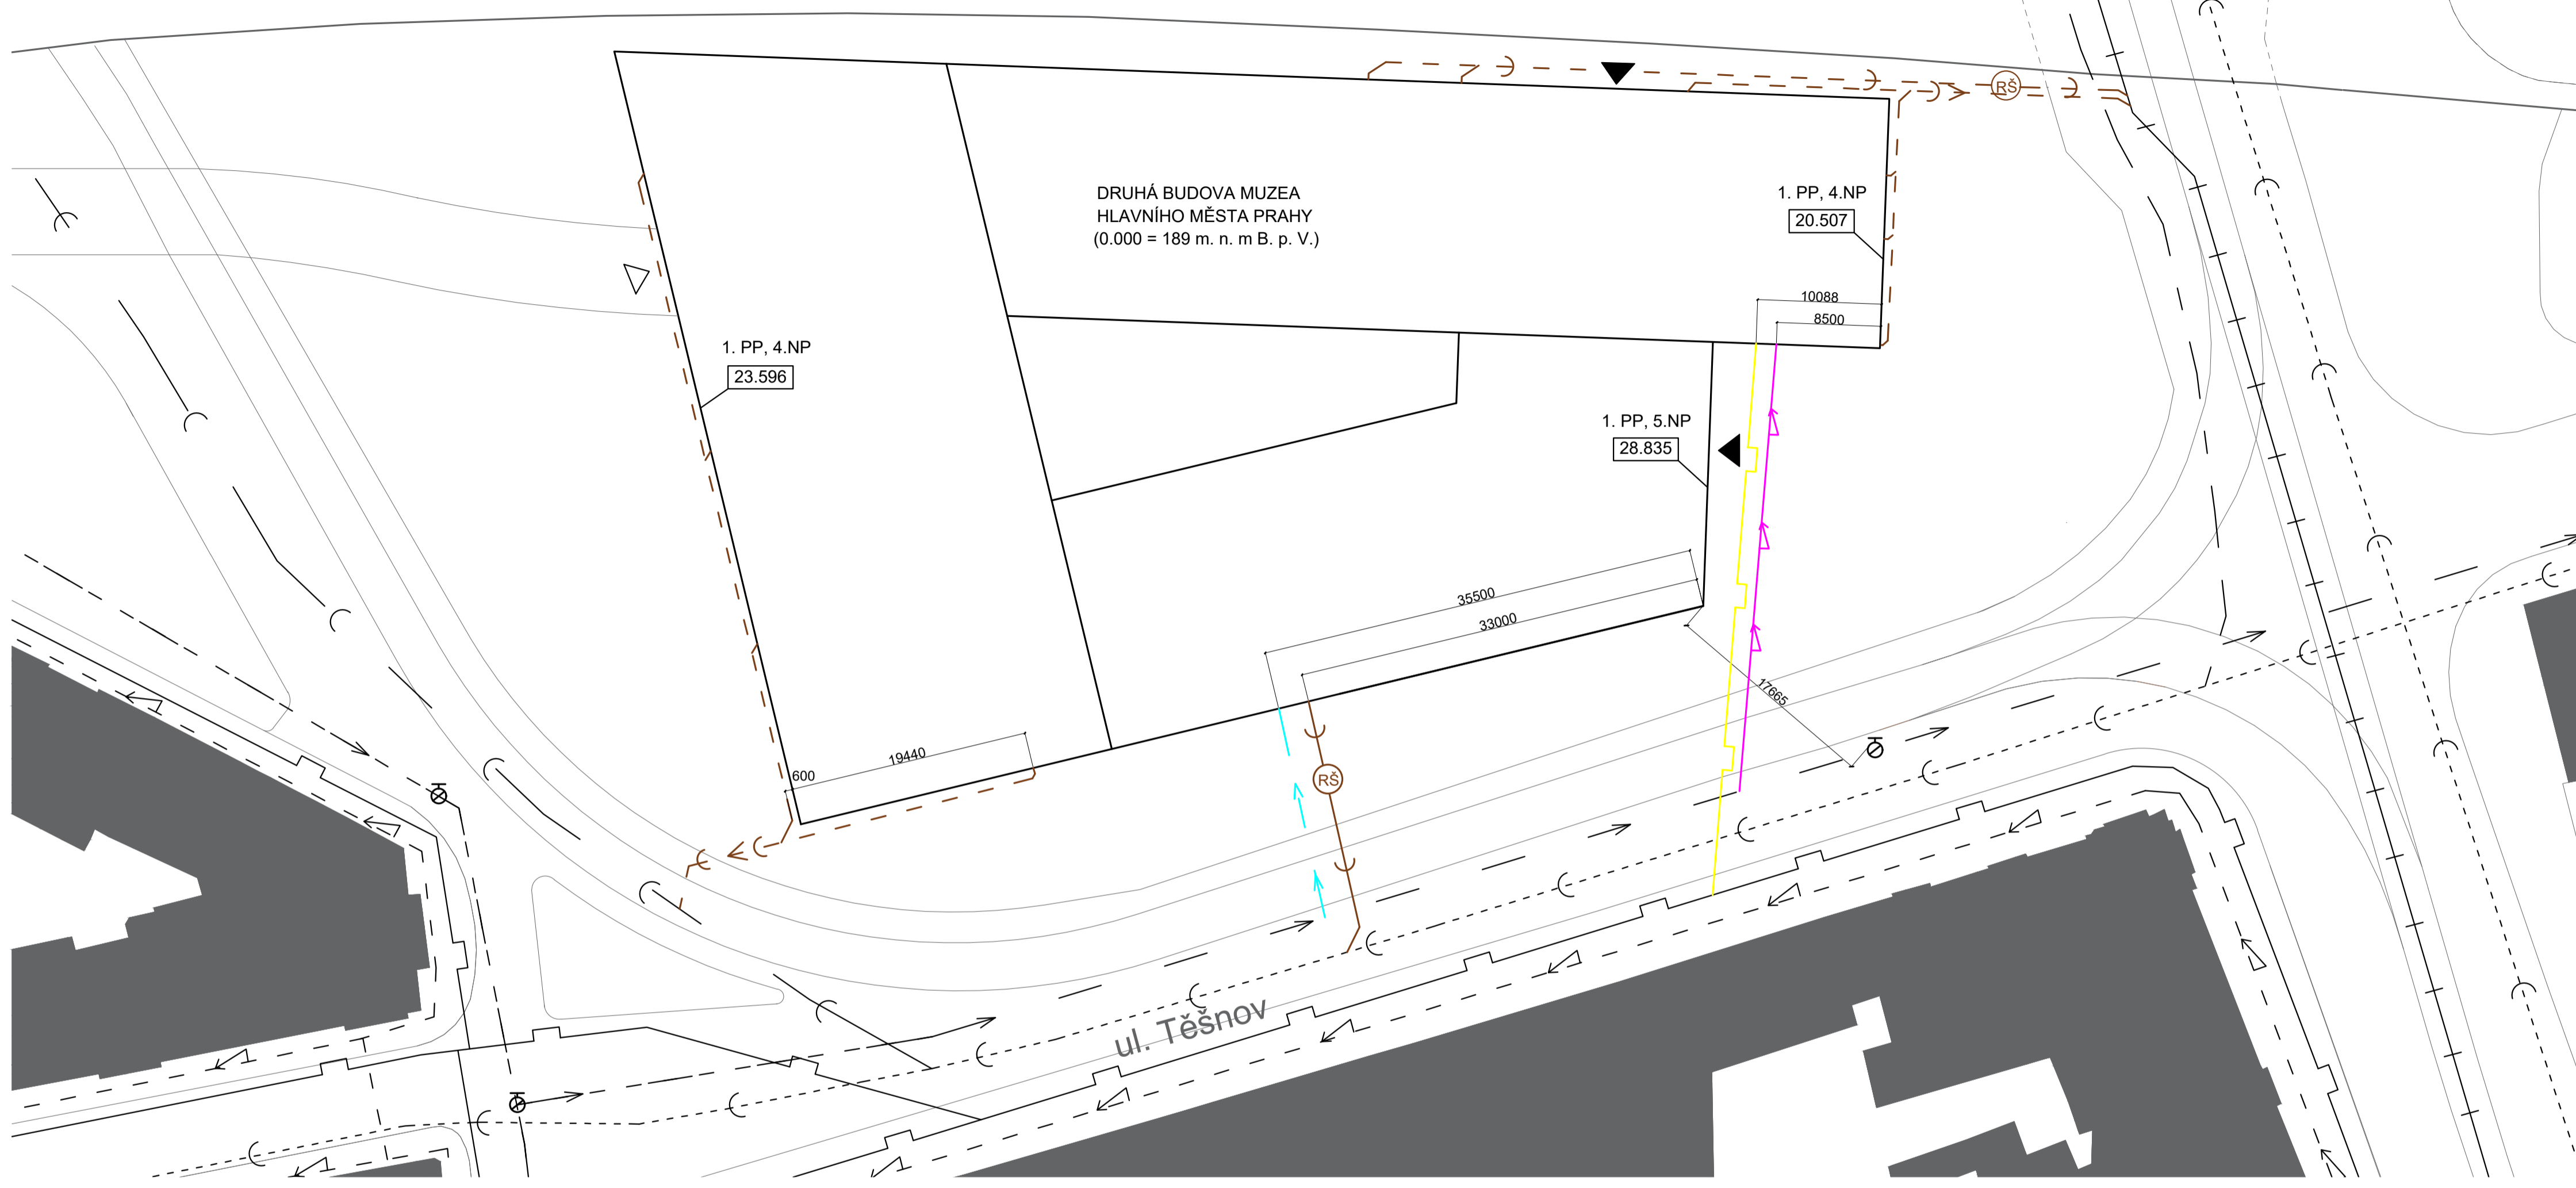 RŠ
DRUHÁ BUDOVA MUZEA
HLAVNÍHO MĚSTA PRAHY
(0.000 = 189 m. n. m B. p. V.)
1. PP, 4.NP
20.507
10088
8500
1. PP, 4.NP
23.596
1. PP, 5.NP
28.835
35500
33000
17665
19440
600
RŠ
ul. Těšnov